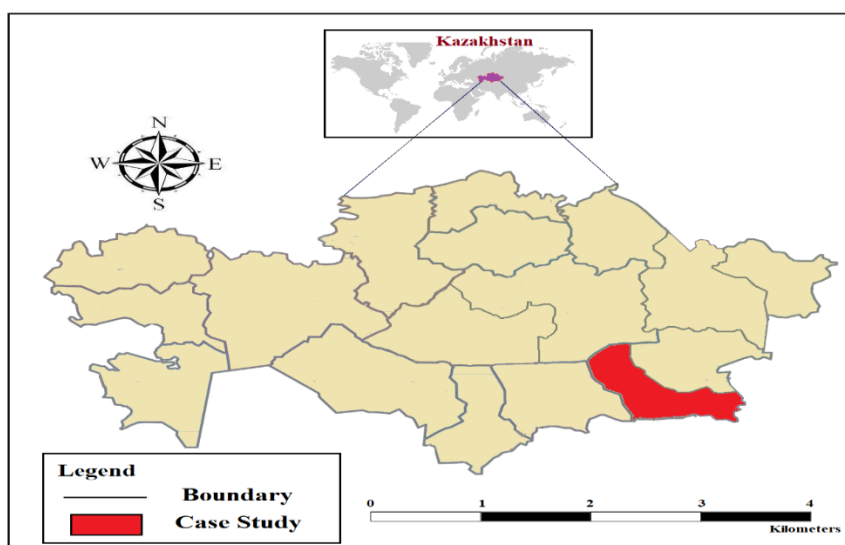 Kazakhstan
N
W E
S
Legend
Boundary
Case Study
0 1 2 3 4
Kilometers